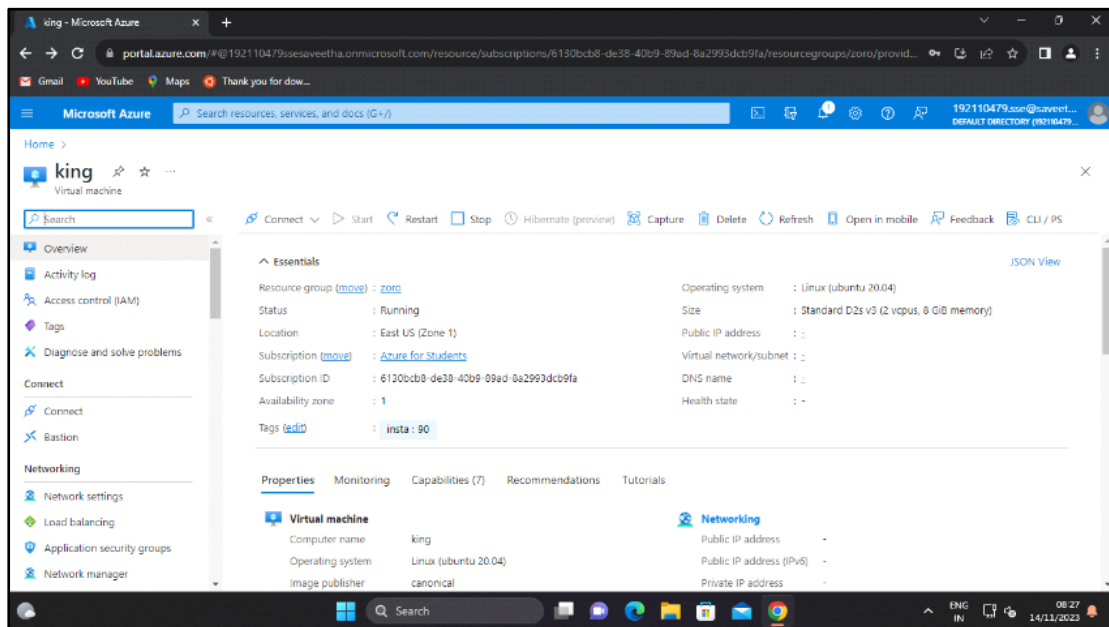 king - Microsoft Azure
portal.azure.com/#@192110479ssesaveetha.onmicrosoft.com/resource/subscriptions/6130bcb8-de38-40b9-89ad-8a2993dcb9fa/resourcegroups/zoro/provid...
Gmail YouTube Maps Thank you for dow...
Microsoft Azure Search resources, services, and docs (G+/) 1 192110479.sse@saveet...
DEFAULT DIRECTORY (192110479...
Home >
king ...
Virtual machine
Search « Connect Start Restart Stop Hibernate (preview) Capture Delete Refresh Open in mobile Feedback CLI / PS
Overview
Activity log
Access control (IAM)
Tags
Diagnose and solve problems
Connect
Connect
Bastion
Networking
Network settings
Load balancing
Application security groups
Network manager
Essentials JSON View
Resource group (move) : zoro
Status : Running
Location : East US (Zone 1)
Subscription (move) : Azure for Students
Subscription ID : 6130bcb8-de38-40b9-89ad-8a2993dcb9fa
Availability zone : 1
Tags (edit) : insta : 90
Operating system : Linux (ubuntu 20.04)
Size : Standard D2s v3 (2 vcpus, 8 GiB memory)
Public IP address : -
Virtual network/subnet : -
DNS name : -
Health state : -
Properties Monitoring Capabilities (7) Recommendations Tutorials
Virtual machine
Computer name king
Operating system Linux (ubuntu 20.04)
Image publisher canonical
Networking
Public IP address -
Public IP address (IPv6) -
Private IP address -
Search ENG IN 08:27
14/11/2023